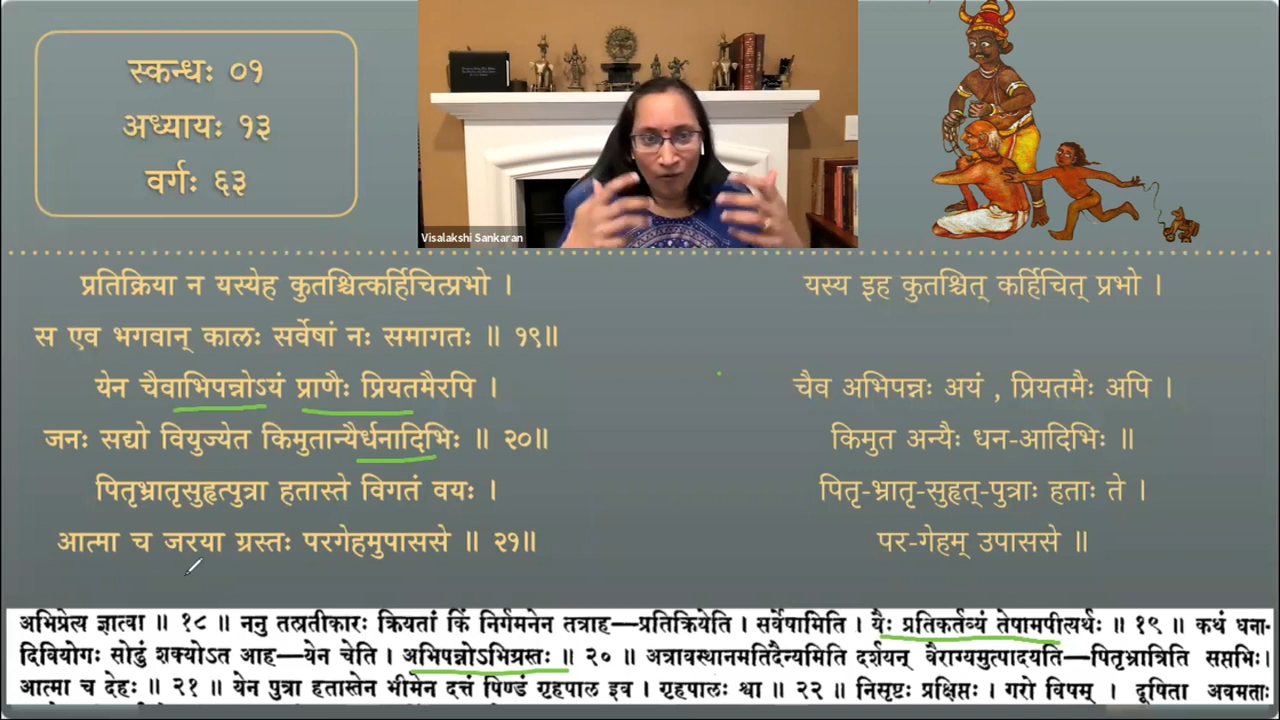 स्कन्धः ०१
अध्यायः १३
वर्गः ६३
Visalakshi Sankaran
प्रतिक्रिया न यस्येह कुतश्चित्कर्हिचित्प्रभो ।
यस्य इह कुतश्चित् कर्हिचित् प्रभो ।
स एव भगवान् कालः सर्वेषां नः समागतः ॥ १९॥
येन चैवाभिपन्नोऽयं प्राणैः प्रियतमैरपि ।
चैव अभिपन्नः अयं , प्रियतमैः अपि ।
जनः सद्यो वियुज्येत किमुतान्यैर्धनादिभिः ॥ २०॥
किमुत अन्यैः धन-आदिभिः ॥
पितृभ्रातृसुहृत्पुत्रा हतास्ते विगतं वयः ।
पितृ-भ्रातृ-सुहृत्-पुत्राः हताः ते ।
आत्मा च जरया ग्रस्तः परगेहमुपाससे ॥ २१॥
पर-गेहम् उपाससे ॥
अभिप्रेत्य ज्ञात्वा ॥ १८ ॥ ननु तत्प्रतीकारः क्रियतां किं निर्गमनेन तत्राह—प्रतिक्रियेति । सर्वेषामिति । यैः प्रतिकर्तव्यं तेषामपीत्यर्थः ॥ १९ ॥ कथं धना-
दिवियोगः सोढुं शक्योऽत आह—येन चेति । अभिपन्नोऽभिग्रस्तः ॥ २० ॥ अत्रावस्थानमतिदैन्यमिति दर्शयन् वैराग्यमुत्पादयति—पितृभ्रात्रिति सप्तभिः।
आत्मा च देहः ॥ २१ ॥ येन पुत्रा हतास्तेन भीमेन दत्तं पिण्डं गृहपाल इव । गृहपालः श्वा ॥ २२ ॥ निसृष्टः प्रक्षिप्तः । गरो विषम् । दूषिता अवमताः